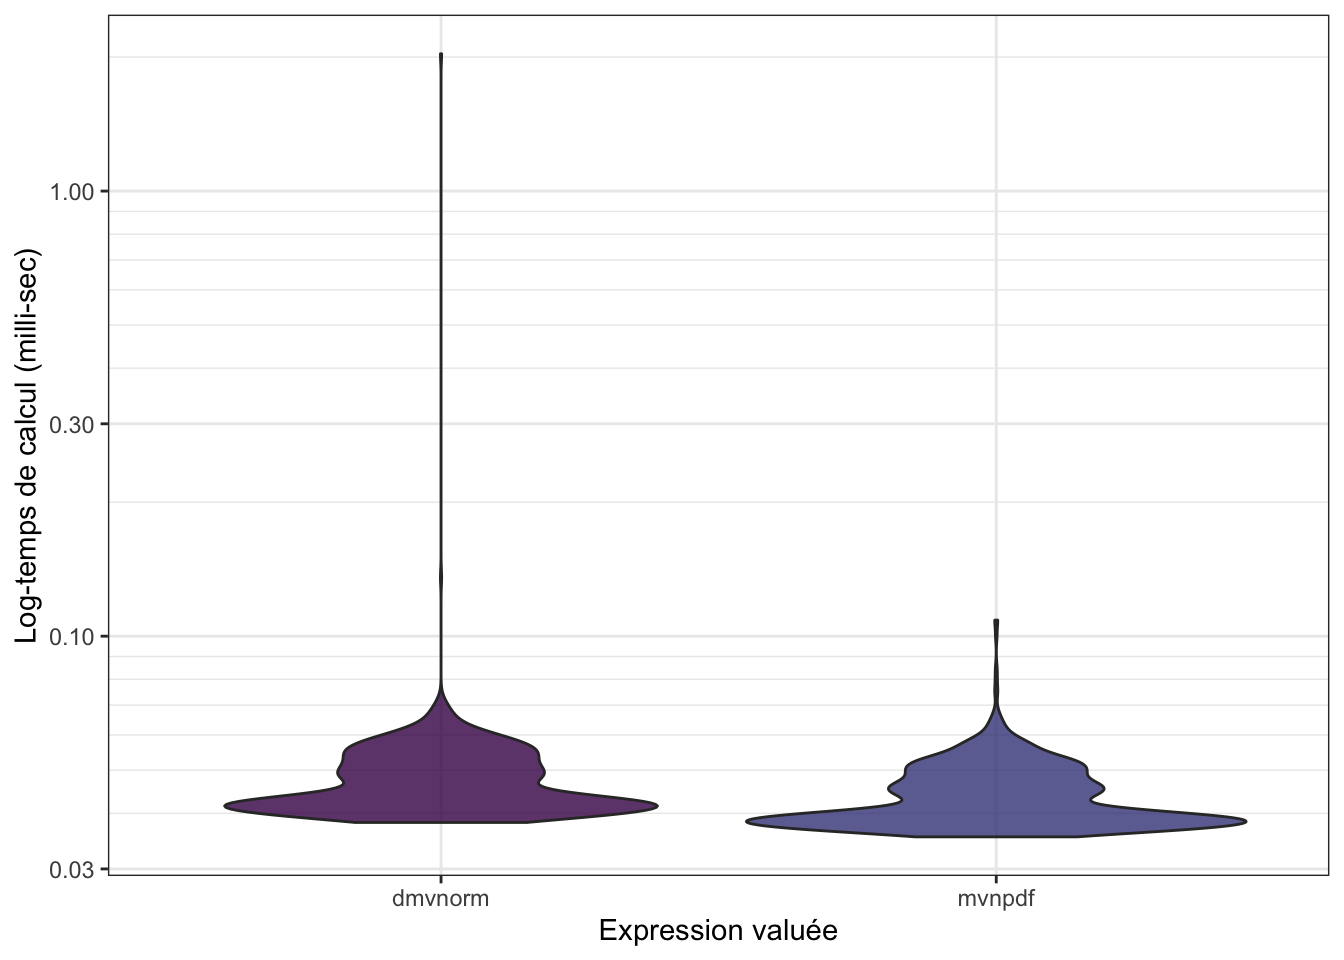 Log-temps de calcul (milli-sec)
1.00
0.30
0.10
0.03
dmvnorm
mvnpdf
Expression valuée